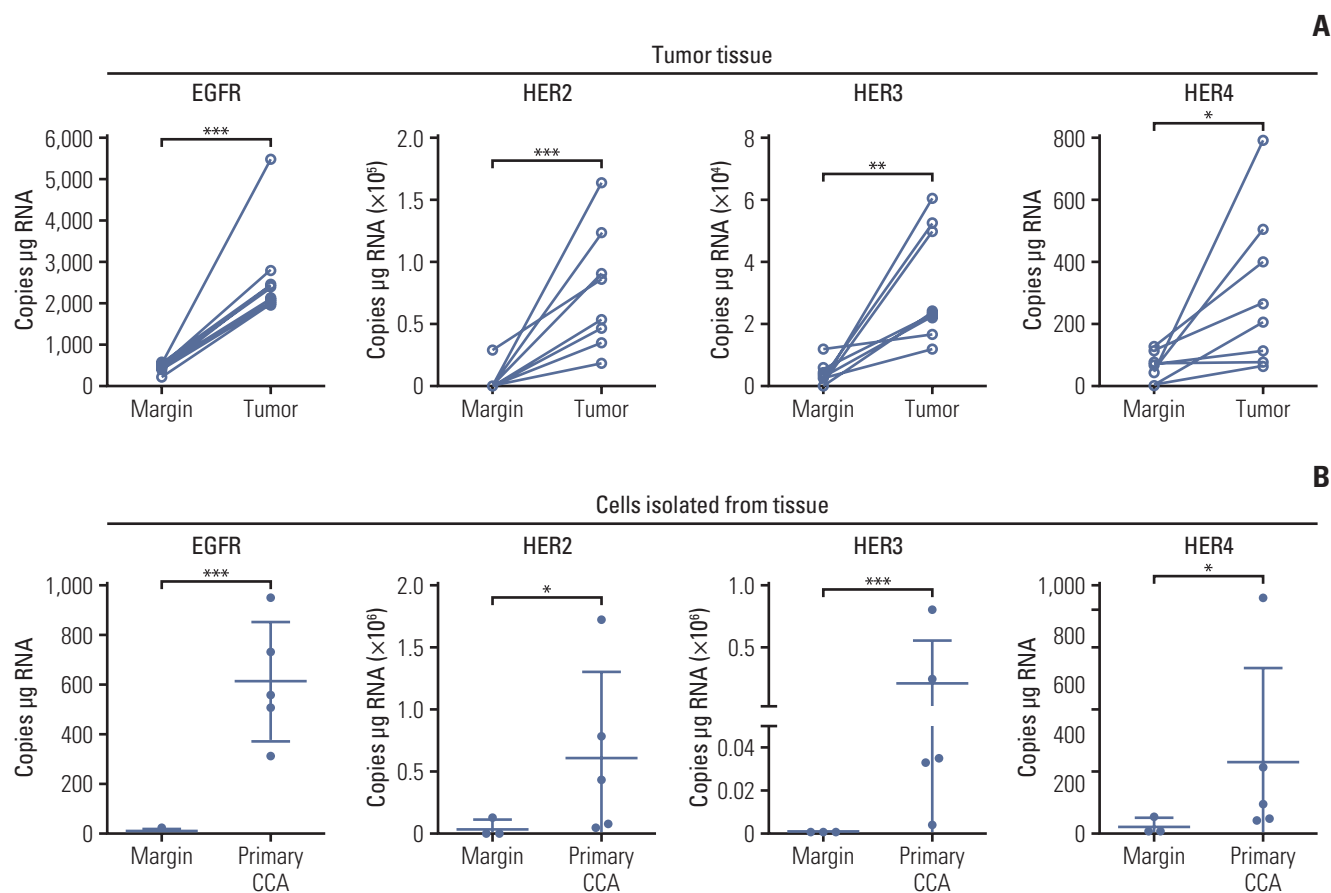 A
Tumor tissue
EGFR
HER2
HER3
HER4
Copies µg RNA
6,000
5,000
4,000
3,000
2,000
1,000
0
***
Margin
Tumor
Copies µg RNA (×10⁵)
2.0
1.5
1.0
0.5
0
***
Margin
Tumor
Copies µg RNA (×10⁴)
8
6
4
2
0
**
Margin
Tumor
Copies µg RNA
800
600
400
200
0
*
Margin
Tumor
B
Cells isolated from tissue
EGFR
HER2
HER3
HER4
Copies µg RNA
1,000
800
600
400
200
0
***
Margin
Primary
CCA
Copies µg RNA (×10⁶)
2.0
1.5
1.0
0.5
0
*
Margin
Primary
CCA
Copies µg RNA (×10⁶)
1.0
0.5
0.04
0.02
0
***
Margin
Primary
CCA
Copies µg RNA
1,000
800
600
400
200
0
*
Margin
Primary
CCA